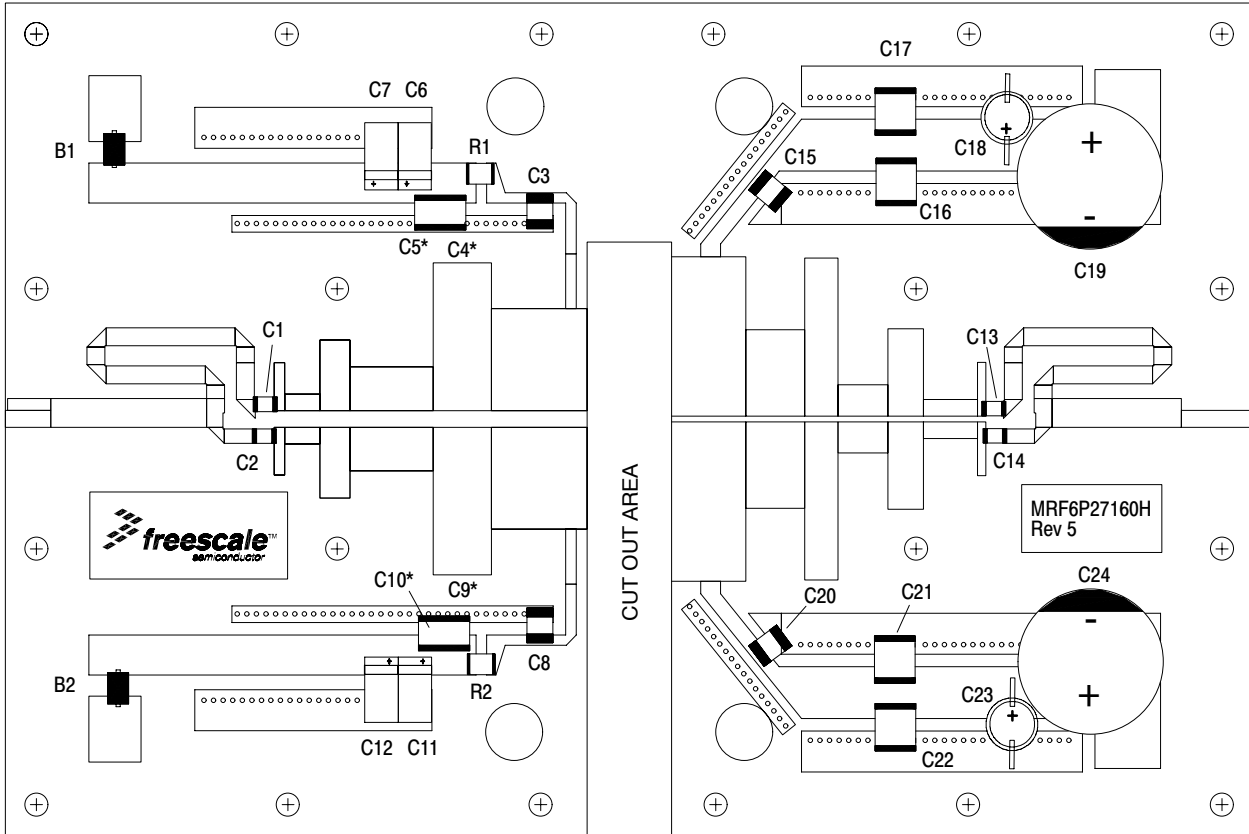 C17
C7 C6
B1
R1
C15
C18
+
+
C3
C16
+ +
-
C5* C4*
C19
C1
C13
C2
C14
CUT OUT AREA
freescale™
semiconductor
MRF6P27160H
Rev 5
C10*
C9*
C24
C20
C21
-
C8
B2
R2
C23
+
+
C12 C11
+ +
C22